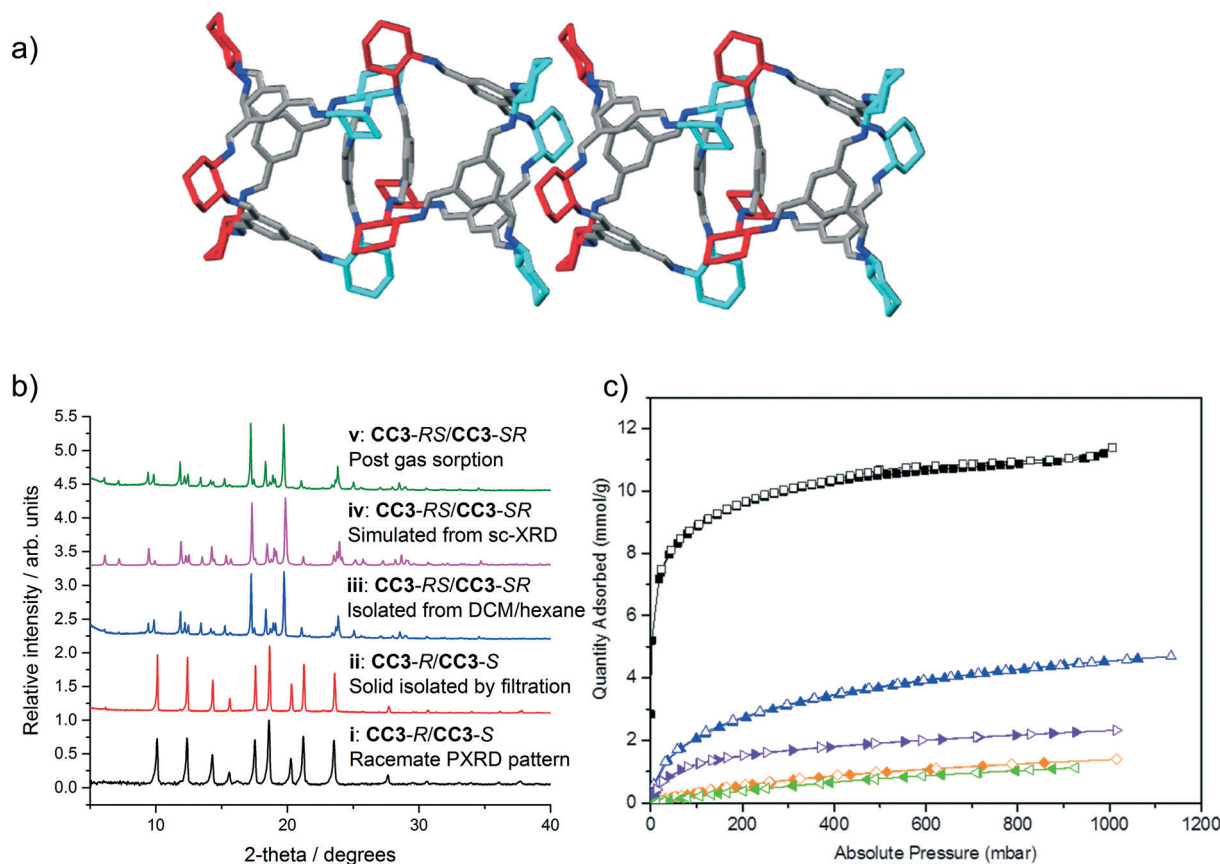 a)
b)
5.5
5.0
4.5
4.0
3.5
3.0
2.5
2.0
1.5
1.0
0.5
0.0
Relative intensity / arb. units
v: CC3-RS/CC3-SR
Post gas sorption
iv: CC3-RS/CC3-SR
Simulated from sc-XRD
iii: CC3-RS/CC3-SR
Isolated from DCM/hexane
ii: CC3-R/CC3-S
Solid isolated by filtration
i: CC3-R/CC3-S
Racemate PXRD pattern
10 20 30 40
2-theta / degrees
c)
12
10
8
6
4
2
0
Quantity Adsorbed (mmol/g)
0 200 400 600 800 1000 1200
Absolute Pressure (mbar)